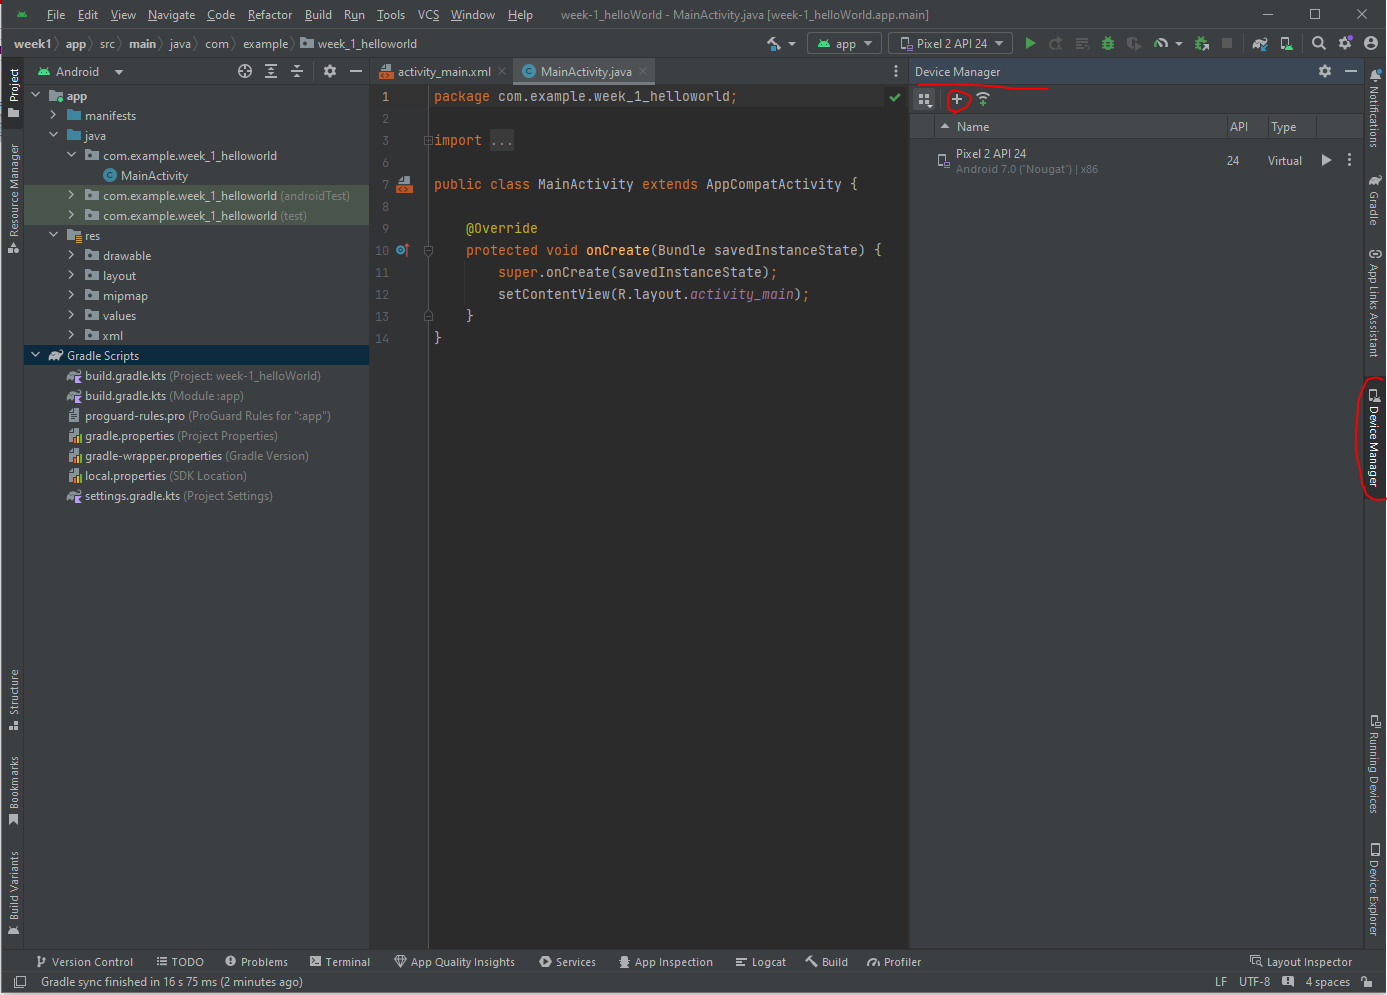 File Edit View Navigate Code Refactor Build Run Tools VCS Window Help week-1_helloWorld - MainActivity.java [week-1_helloWorld.app.main]
week1 app src main java com example week_1_helloworld app Pixel 2 API 24
Project
Resource Manager
Structure
Bookmarks
Build Variants
Android
app
manifests
java
com.example.week_1_helloworld
MainActivity
com.example.week_1_helloworld (androidTest)
com.example.week_1_helloworld (test)
res
drawable
layout
mipmap
values
xml
Gradle Scripts
build.gradle.kts (Project: week-1_helloWorld)
build.gradle.kts (Module :app)
proguard-rules.pro (ProGuard Rules for ":app")
gradle.properties (Project Properties)
gradle-wrapper.properties (Gradle Version)
local.properties (SDK Location)
settings.gradle.kts (Project Settings)
activity_main.xml MainActivity.java
1 package com.example.week_1_helloworld;
2
3 import ...
6
7 public class MainActivity extends AppCompatActivity {
8
9 @Override
10 protected void onCreate(Bundle savedInstanceState) {
11 super.onCreate(savedInstanceState);
12 setContentView(R.layout.activity_main);
13 }
14 }
Device Manager
Name API Type
Pixel 2 API 24 24 Virtual
Android 7.0 ("Nougat") | x86
Notifications
Gradle
App Links Assistant
Device Manager
Running Devices
Device Explorer
Version Control TODO Problems Terminal App Quality Insights Services App Inspection Logcat Build Profiler Layout Inspector
Gradle sync finished in 16 s 75 ms (2 minutes ago) LF UTF-8 4 spaces